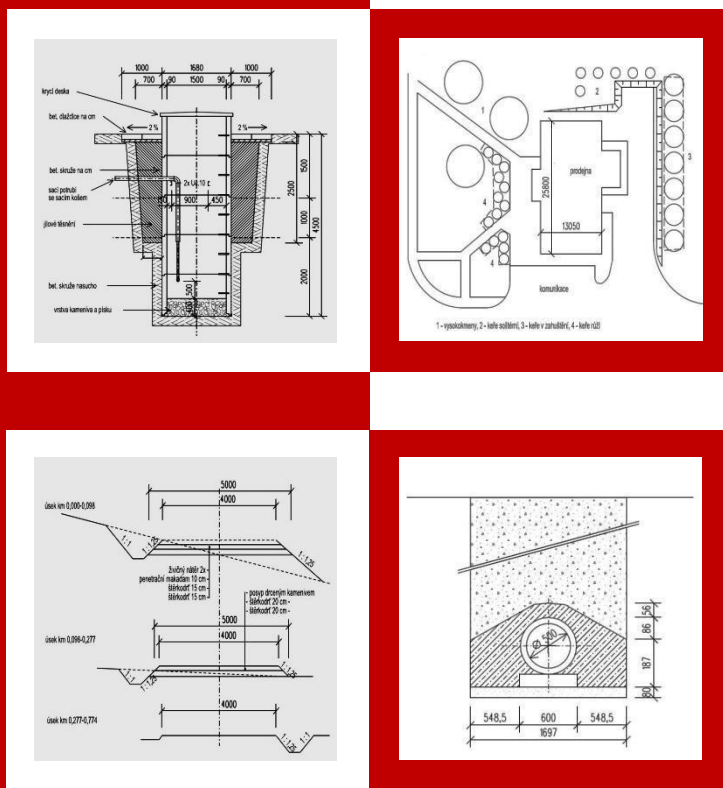 1000 1680 1000
700 90 1500 90 700
krycí deska
bet. dlaždice na cm
2 % 2 %
bet. skruže na cm
sací potrubí
se sacím košem
900 450
jílové těsnění
bet. skruže nasucho
vrstva kameniva a písku
500
1500
2500
1000
4500
2000
1
2
3
4
4
prodejna
25800
13050
komunikace
1 - vysokokmeny, 2 - keře solitérní, 3 - keře v zahuštění, 4 - keře růží
5000
4000
úsek km 0,000-0,098
1:1 1:1,25 1:1,25
živičný nátěr 2x
penetrační makadam 10 cm
štěrkodrť 15 cm
štěrkodrť 15 cm
posyp drceným kamenivem
štěrkodrť 20 cm
štěrkodrť 20 cm
5000
4000
úsek km 0,098-0,277
1:1 1:1,25 1:1,25
4000
úsek km 0,277-0,774
1:1,25 1:1
Ø 500
56
86
187
80
548,5 600 548,5
1697